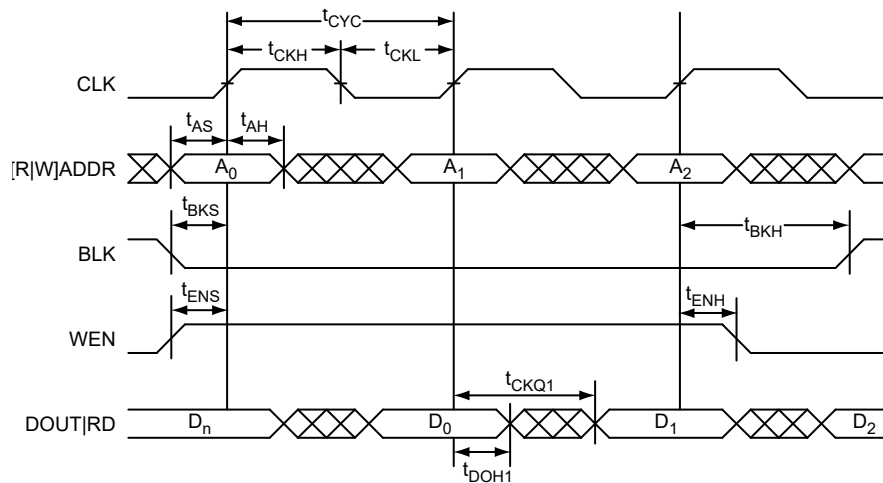 tCYC
tCKH tCKL
CLK
tAS tAH
[R|W]ADDR A0 A1 A2
tBKS tBKH
BLK
tENS tENH
WEN
tCKQ1
DOUT|RD Dn D0 D1 D2
tDOH1